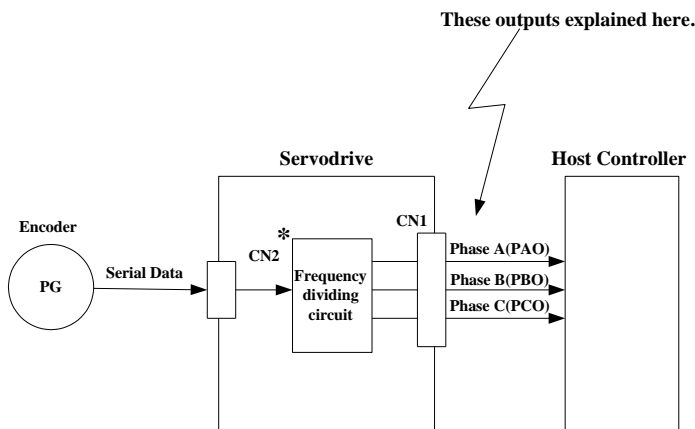 These outputs explained here.
Servodrive
Host Controller
Encoder
PG
Serial Data
CN2
*
Frequency
dividing
circuit
CN1
Phase A(PAO)
Phase B(PBO)
Phase C(PCO)